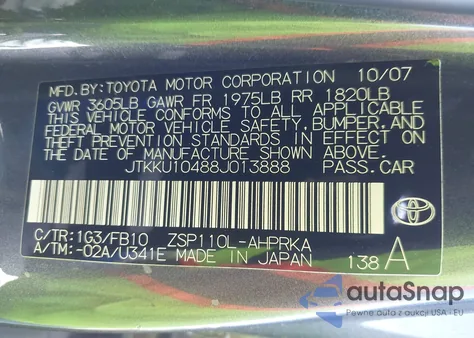 MFD.BY:TOYOTA MOTOR CORPORATION 10/07
GVWR 3605LB GAWR FR 1975LB RR 1820LB
THIS VEHICLE CONFORMS TO ALL APPLICABLE
FEDERAL MOTOR VEHICLE SAFETY,BUMPER,AND
THEFT PREVENTION STANDARDS IN EFFECT ON
THE DATE OF MANUFACTURE SHOWN ABOVE.
JTKKU10488J013888 PASS.CAR
C/TR:1G3/FB10 ZSP110L-AHPRKA
A/TM:-02A/U341E MADE IN JAPAN 138 A
autoSnap
Pewne auta z aukcji USA - EU